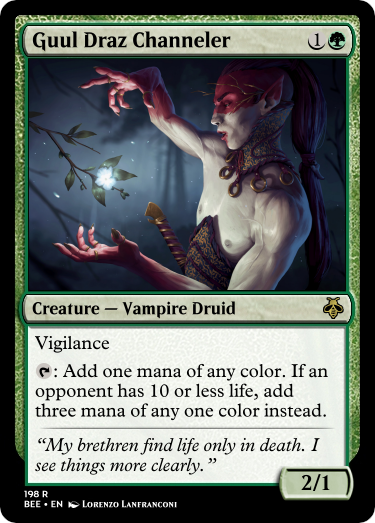 Guul Draz Channeler 1
Creature — Vampire Druid
Vigilance
: Add one mana of any color. If an
opponent has 10 or less life, add
three mana of any one color instead.
“My brethren find life only in death. I
see things more clearly.”
2/1
198 R
BEE • EN Lorenzo Lanfranconi